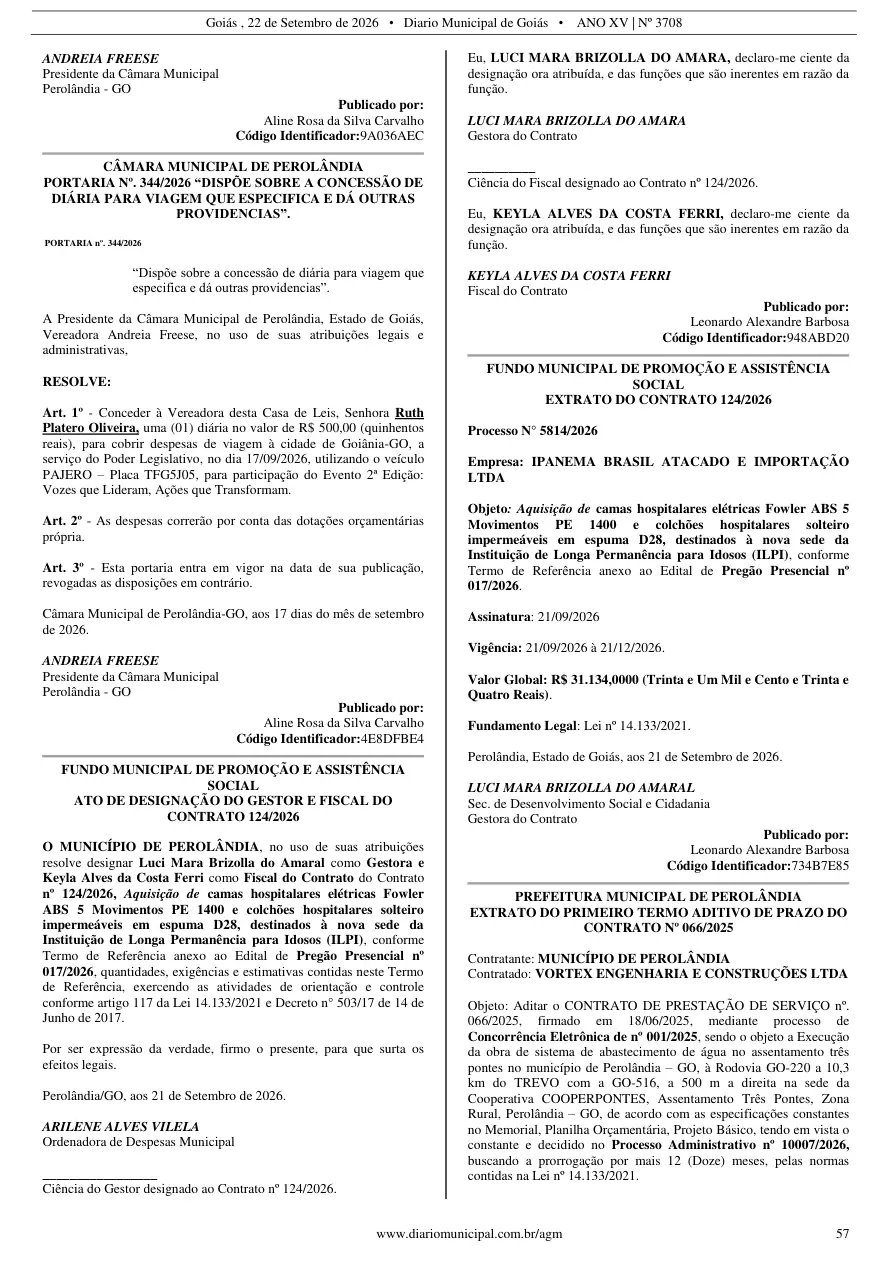 Goiás , 22 de Setembro de 2026 • Diario Municipal de Goiás • ANO XV | Nº 3708
ANDREIA FREESE
Presidente da Câmara Municipal
Perolândia - GO
Publicado por:
Aline Rosa da Silva Carvalho
Código Identificador:9A036AEC
CÂMARA MUNICIPAL DE PEROLÂNDIA
PORTARIA Nº. 344/2026 “DISPÕE SOBRE A CONCESSÃO DE
DIÁRIA PARA VIAGEM QUE ESPECIFICA E DÁ OUTRAS
PROVIDENCIAS”.
PORTARIA nº. 344/2026
“Dispõe sobre a concessão de diária para viagem que
especifica e dá outras providencias”.
A Presidente da Câmara Municipal de Perolândia, Estado de Goiás,
Vereadora Andreia Freese, no uso de suas atribuições legais e
administrativas,
RESOLVE:
Art. 1º - Conceder à Vereadora desta Casa de Leis, Senhora Ruth
Platero Oliveira, uma (01) diária no valor de R$ 500,00 (quinhentos
reais), para cobrir despesas de viagem à cidade de Goiânia-GO, a
serviço do Poder Legislativo, no dia 17/09/2026, utilizando o veículo
PAJERO – Placa TFG5J05, para participação do Evento 2ª Edição:
Vozes que Lideram, Ações que Transformam.
Art. 2º - As despesas correrão por conta das dotações orçamentárias
própria.
Art. 3º - Esta portaria entra em vigor na data de sua publicação,
revogadas as disposições em contrário.
Câmara Municipal de Perolândia-GO, aos 17 dias do mês de setembro
de 2026.
ANDREIA FREESE
Presidente da Câmara Municipal
Perolândia - GO
Publicado por:
Aline Rosa da Silva Carvalho
Código Identificador:4E8DFBE4
FUNDO MUNICIPAL DE PROMOÇÃO E ASSISTÊNCIA
SOCIAL
ATO DE DESIGNAÇÃO DO GESTOR E FISCAL DO
CONTRATO 124/2026
O MUNICÍPIO DE PEROLÂNDIA, no uso de suas atribuições
resolve designar Luci Mara Brizolla do Amaral como Gestora e
Keyla Alves da Costa Ferri como Fiscal do Contrato do Contrato
nº 124/2026, Aquisição de camas hospitalares elétricas Fowler
ABS 5 Movimentos PE 1400 e colchões hospitalares solteiro
impermeáveis em espuma D28, destinados à nova sede da
Instituição de Longa Permanência para Idosos (ILPI), conforme
Termo de Referência anexo ao Edital de Pregão Presencial nº
017/2026, quantidades, exigências e estimativas contidas neste Termo
de Referência, exercendo as atividades de orientação e controle
conforme artigo 117 da Lei 14.133/2021 e Decreto n° 503/17 de 14 de
Junho de 2017.
Por ser expressão da verdade, firmo o presente, para que surta os
efeitos legais.
Perolândia/GO, aos 21 de Setembro de 2026.
ARILENE ALVES VILELA
Ordenadora de Despesas Municipal
_________________
Ciência do Gestor designado ao Contrato nº 124/2026.
Eu, LUCI MARA BRIZOLLA DO AMARA, declaro-me ciente da
designação ora atribuída, e das funções que são inerentes em razão da
função.
LUCI MARA BRIZOLLA DO AMARA
Gestora do Contrato
__________
Ciência do Fiscal designado ao Contrato nº 124/2026.
Eu, KEYLA ALVES DA COSTA FERRI, declaro-me ciente da
designação ora atribuída, e das funções que são inerentes em razão da
função.
KEYLA ALVES DA COSTA FERRI
Fiscal do Contrato
Publicado por:
Leonardo Alexandre Barbosa
Código Identificador:948ABD20
FUNDO MUNICIPAL DE PROMOÇÃO E ASSISTÊNCIA
SOCIAL
EXTRATO DO CONTRATO 124/2026
Processo N° 5814/2026
Empresa: IPANEMA BRASIL ATACADO E IMPORTAÇÃO
LTDA
Objeto: Aquisição de camas hospitalares elétricas Fowler ABS 5
Movimentos PE 1400 e colchões hospitalares solteiro
impermeáveis em espuma D28, destinados à nova sede da
Instituição de Longa Permanência para Idosos (ILPI), conforme
Termo de Referência anexo ao Edital de Pregão Presencial nº
017/2026.
Assinatura: 21/09/2026
Vigência: 21/09/2026 à 21/12/2026.
Valor Global: R$ 31.134,0000 (Trinta e Um Mil e Cento e Trinta e
Quatro Reais).
Fundamento Legal: Lei nº 14.133/2021.
Perolândia, Estado de Goiás, aos 21 de Setembro de 2026.
LUCI MARA BRIZOLLA DO AMARAL
Sec. de Desenvolvimento Social e Cidadania
Gestora do Contrato
Publicado por:
Leonardo Alexandre Barbosa
Código Identificador:734B7E85
PREFEITURA MUNICIPAL DE PEROLÂNDIA
EXTRATO DO PRIMEIRO TERMO ADITIVO DE PRAZO DO
CONTRATO Nº 066/2025
Contratante: MUNICÍPIO DE PEROLÂNDIA
Contratado: VORTEX ENGENHARIA E CONSTRUÇÕES LTDA
Objeto: Aditar o CONTRATO DE PRESTAÇÃO DE SERVIÇO nº.
066/2025, firmado em 18/06/2025, mediante processo de
Concorrência Eletrônica de nº 001/2025, sendo o objeto a Execução
da obra de sistema de abastecimento de água no assentamento três
pontes no município de Perolândia – GO, à Rodovia GO-220 a 10,3
km do TREVO com a GO-516, a 500 m a direita na sede da
Cooperativa COOPERPONTES, Assentamento Três Pontes, Zona
Rural, Perolândia – GO, de acordo com as especificações constantes
no Memorial, Planilha Orçamentária, Projeto Básico, tendo em vista o
constante e decidido no Processo Administrativo nº 10007/2026,
buscando a prorrogação por mais 12 (Doze) meses, pelas normas
contidas na Lei nº 14.133/2021.
www.diariomunicipal.com.br/agm
57